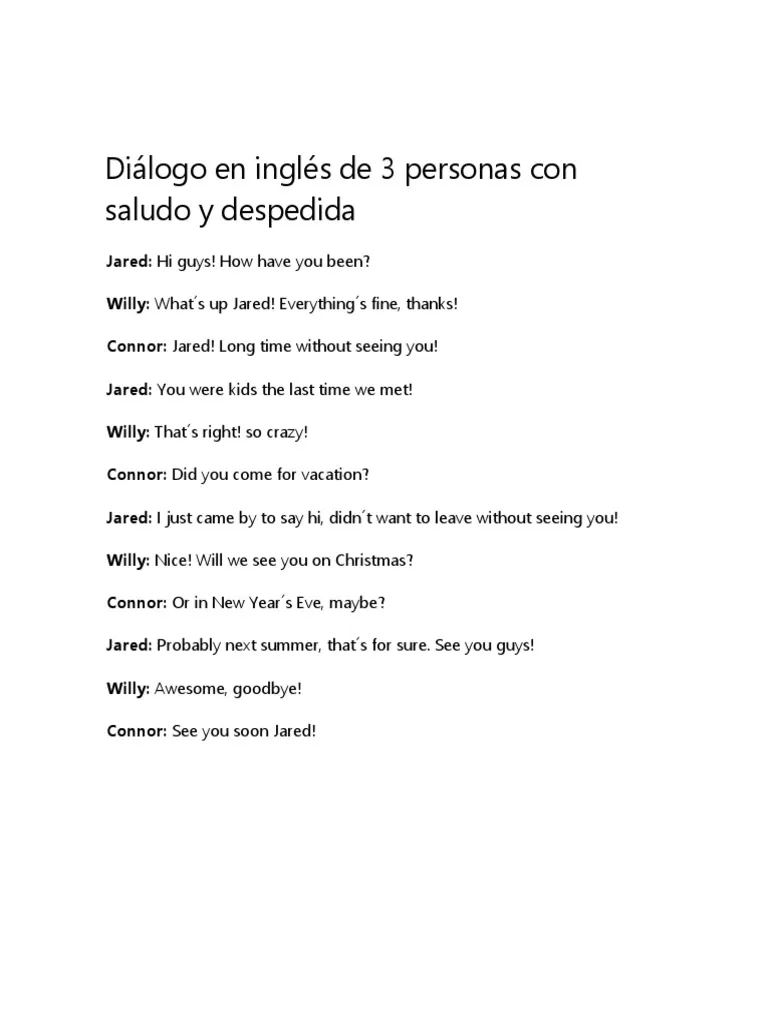 Diálogo en inglés de 3 personas con
saludo y despedida
Jared: Hi guys! How have you been?
Willy: What´s up Jared! Everything´s fine, thanks!
Connor: Jared! Long time without seeing you!
Jared: You were kids the last time we met!
Willy: That´s right! so crazy!
Connor: Did you come for vacation?
Jared: I just came by to say hi, didn´t want to leave without seeing you!
Willy: Nice! Will we see you on Christmas?
Connor: Or in New Year´s Eve, maybe?
Jared: Probably next summer, that´s for sure. See you guys!
Willy: Awesome, goodbye!
Connor: See you soon Jared!